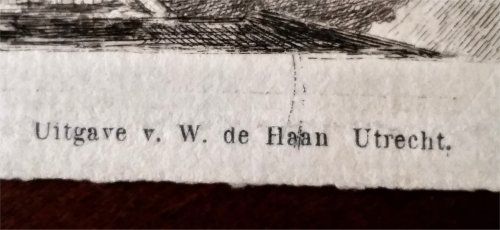 Uitgave v. W. de Haan Utrecht.